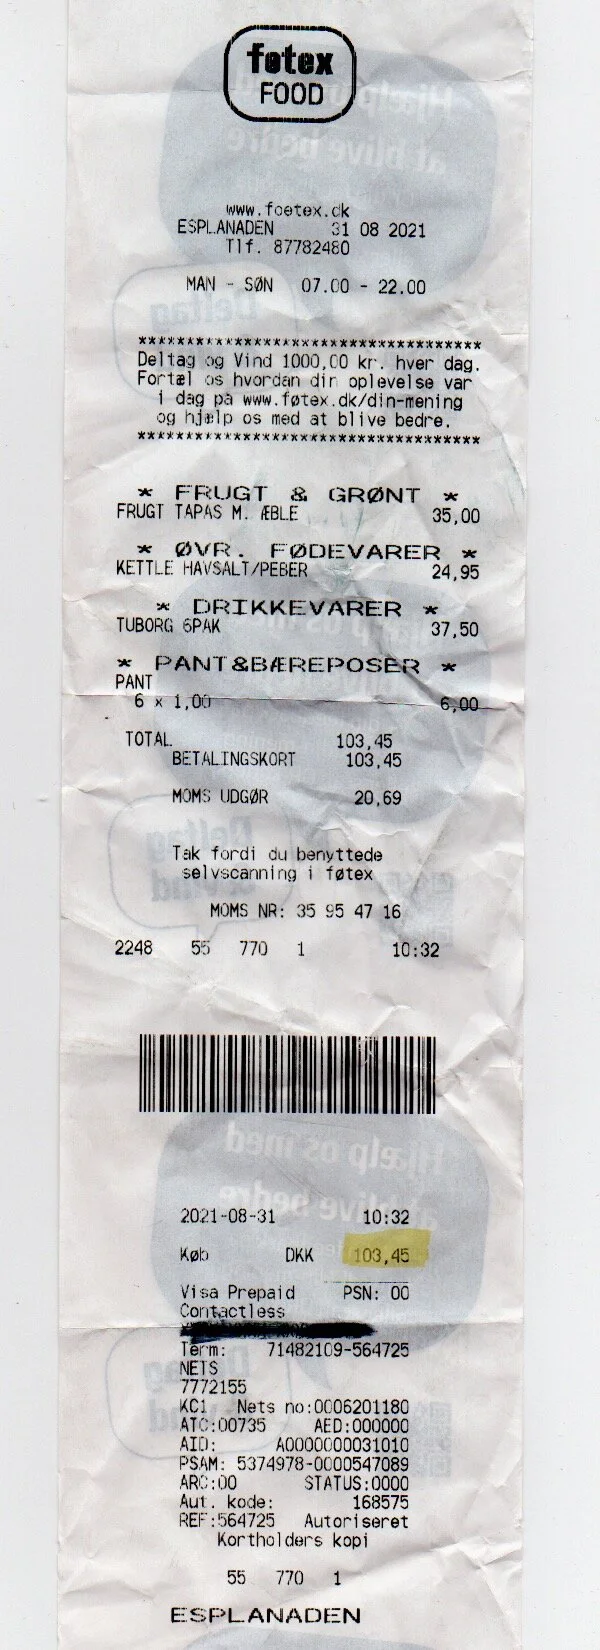 føtex
FOOD
www.foetex.dk
ESPLANADEN 31 08 2021
Tlf. 87782480
MAN - SØN 07.00 - 22.00
************************************
Deltag og Vind 1000,00 kr. hver dag.
Fortæl os hvordan din oplevelse var
i dag på www.føtex.dk/din-mening
og hjælp os med at blive bedre.
************************************
* FRUGT & GRØNT *
FRUGT TAPAS M. ÆBLE 35,00
* ØVR. FØDEVARER *
KETTLE HAVSALT/PEBER 24,95
* DRIKKEVARER *
TUBORG 6PAK 37,50
* PANT&BÆREPOSER *
PANT
6 x 1,00 6,00
TOTAL 103,45
BETALINGSKORT 103,45
MOMS UDGØR 20,69
Tak fordi du benyttede
selvscanning i føtex
MOMS NR: 35 95 47 16
2248 55 770 1 10:32
2021-08-31 10:32
Køb DKK 103,45
Visa Prepaid PSN: 00
Contactless
Term: 71482109-564725
NETS
7772155
KC1 Nets no:0006201180
ATC:00735 AED:000000
AID: A0000000031010
PSAM: 5374978-0000547089
ARC:00 STATUS:0000
Aut. kode: 168575
REF:564725 Autoriseret
Kortholders kopi
55 770 1
ESPLANADEN